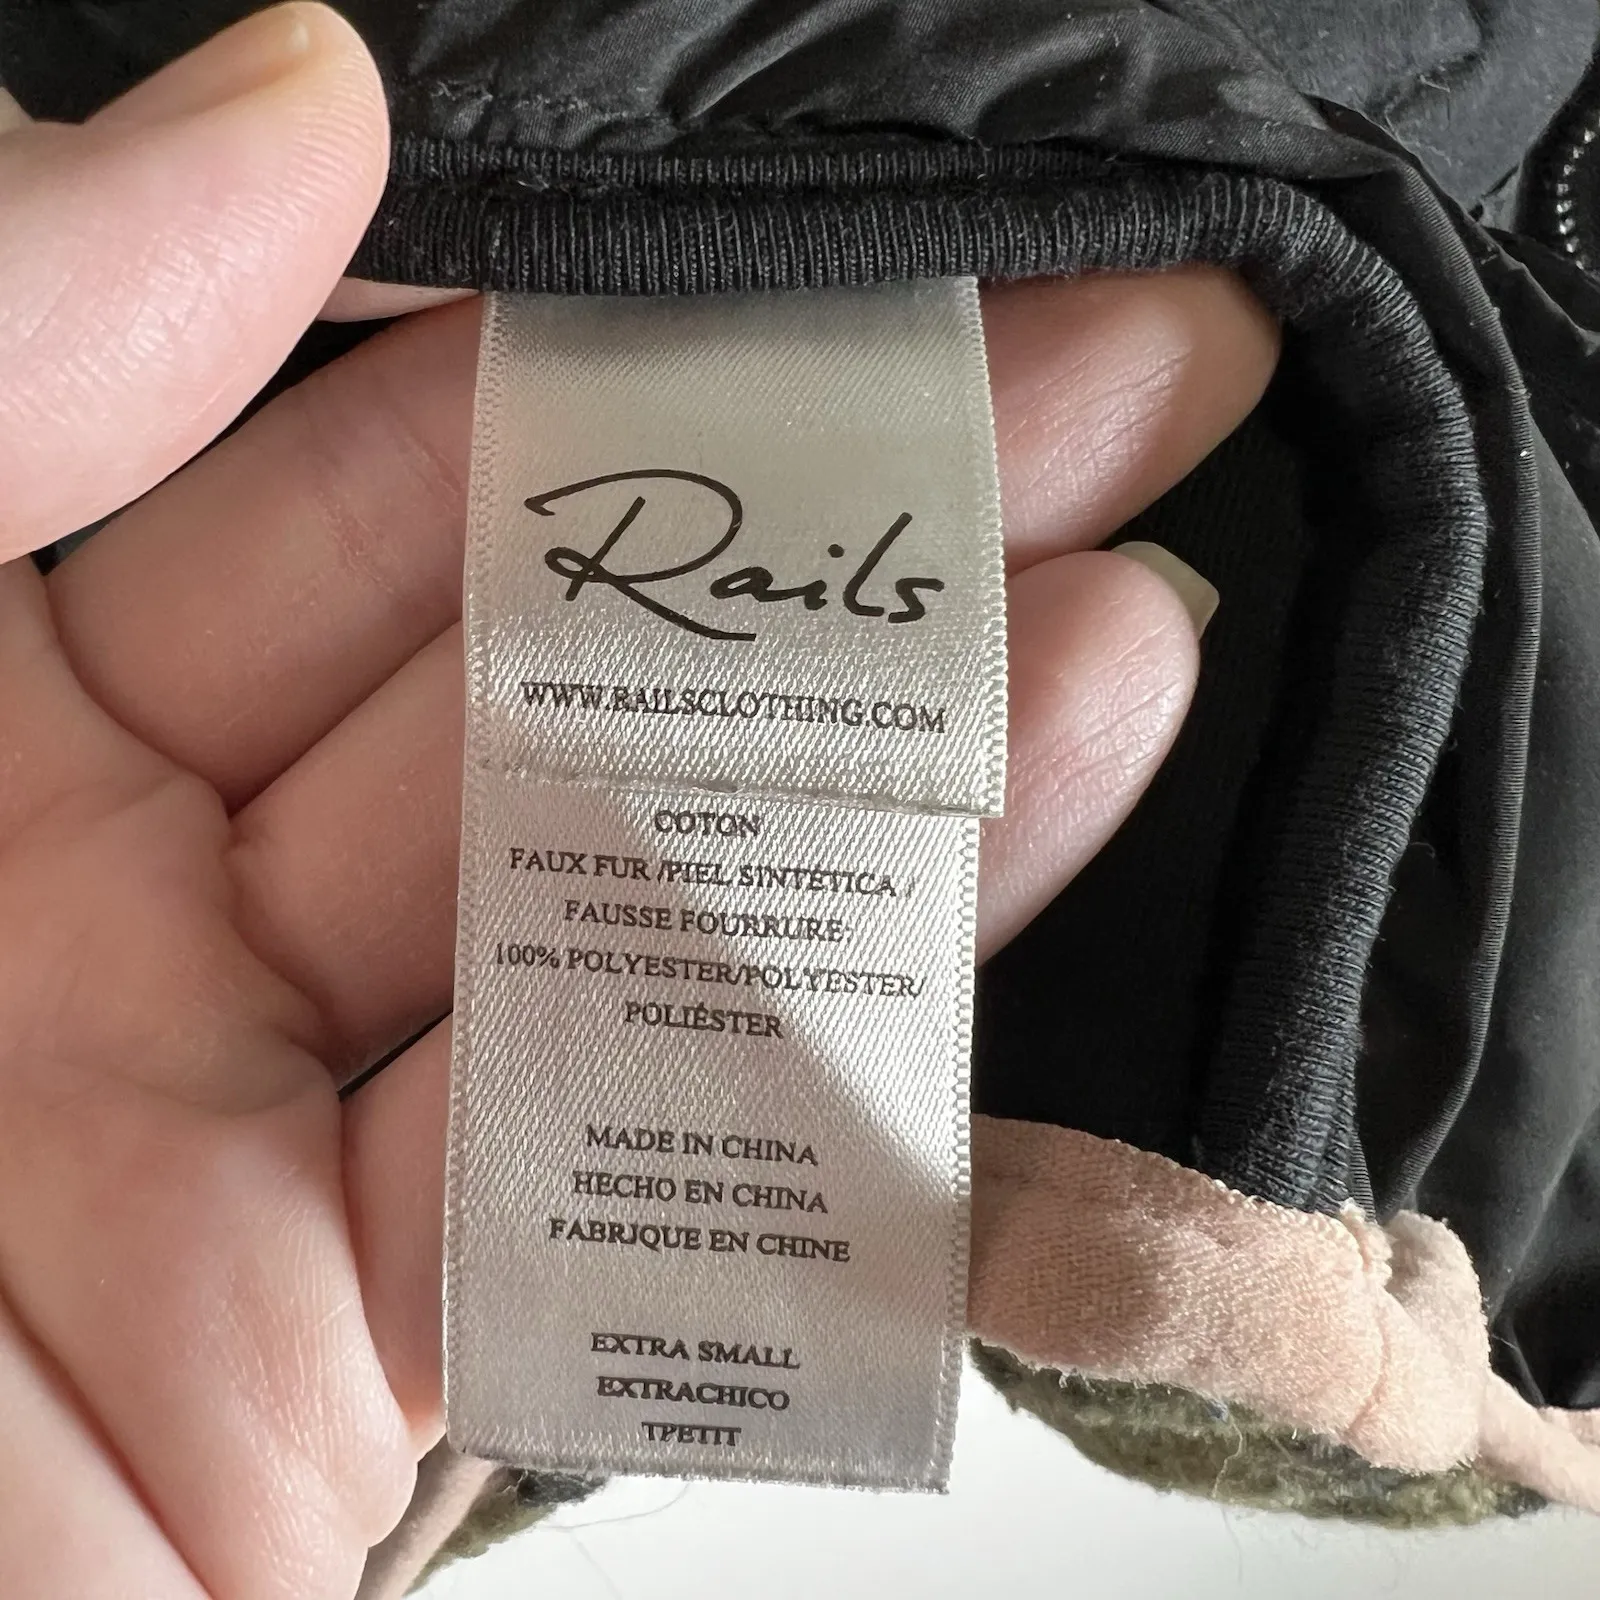 Rails
WWW.RAILSCLOTHING.COM
COTON
FAUX FUR /PIEL SINTÉTICA /
FAUSSE FOURRURE:
100% POLYESTER/POLYESTER/
POLIÉSTER
MADE IN CHINA
HECHO EN CHINA
FABRIQUE EN CHINE
EXTRA SMALL
EXTRACHICO
TPETIT